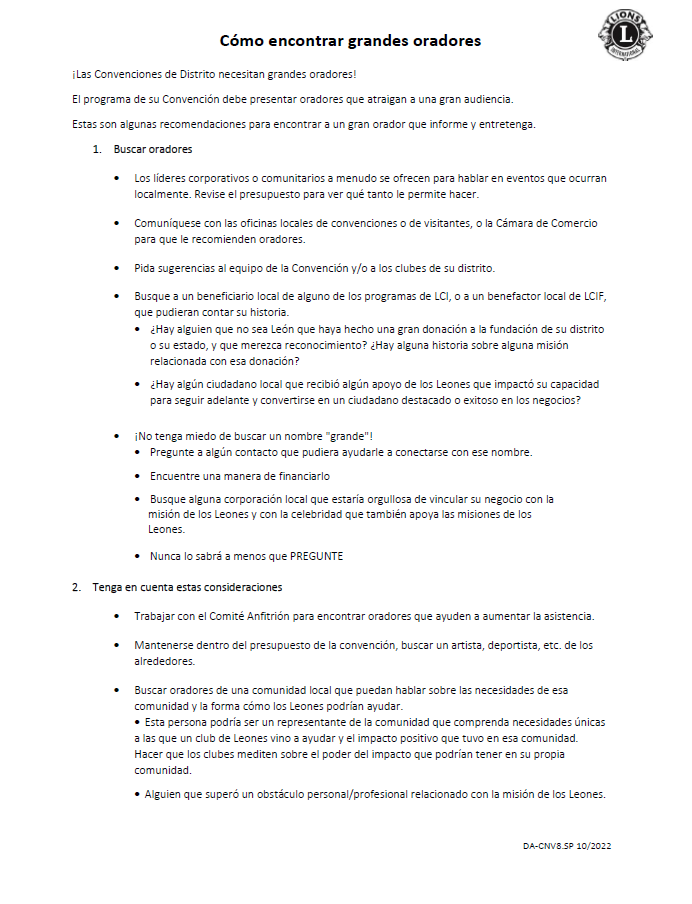 Cómo encontrar grandes oradores
LIONS
L
INTERNATIONAL
¡Las Convenciones de Distrito necesitan grandes oradores!
El programa de su Convención debe presentar oradores que atraigan a una gran audiencia.
Estas son algunas recomendaciones para encontrar a un gran orador que informe y entretenga.
1. Buscar oradores
• Los líderes corporativos o comunitarios a menudo se ofrecen para hablar en eventos que ocurran
localmente. Revise el presupuesto para ver qué tanto le permite hacer.
• Comuníquese con las oficinas locales de convenciones o de visitantes, o la Cámara de Comercio
para que le recomienden oradores.
• Pida sugerencias al equipo de la Convención y/o a los clubes de su distrito.
• Busque a un beneficiario local de alguno de los programas de LCI, o a un benefactor local de LCIF,
que pudieran contar su historia.
• ¿Hay alguien que no sea León que haya hecho una gran donación a la fundación de su distrito
o su estado, y que merezca reconocimiento? ¿Hay alguna historia sobre alguna misión
relacionada con esa donación?
• ¿Hay algún ciudadano local que recibió algún apoyo de los Leones que impactó su capacidad
para seguir adelante y convertirse en un ciudadano destacado o exitoso en los negocios?
• ¡No tenga miedo de buscar un nombre "grande"!
• Pregunte a algún contacto que pudiera ayudarle a conectarse con ese nombre.
• Encuentre una manera de financiarlo
• Busque alguna corporación local que estaría orgullosa de vincular su negocio con la
misión de los Leones y con la celebridad que también apoya las misiones de los
Leones.
• Nunca lo sabrá a menos que PREGUNTE
2. Tenga en cuenta estas consideraciones
• Trabajar con el Comité Anfitrión para encontrar oradores que ayuden a aumentar la asistencia.
• Mantenerse dentro del presupuesto de la convención, buscar un artista, deportista, etc. de los
alrededores.
• Buscar oradores de una comunidad local que puedan hablar sobre las necesidades de esa
comunidad y la forma cómo los Leones podrían ayudar.
• Esta persona podría ser un representante de la comunidad que comprenda necesidades únicas
a las que un club de Leones vino a ayudar y el impacto positivo que tuvo en esa comunidad.
Hacer que los clubes mediten sobre el poder del impacto que podrían tener en su propia
comunidad.
• Alguien que superó un obstáculo personal/profesional relacionado con la misión de los Leones.
DA-CNV8.SP 10/2022